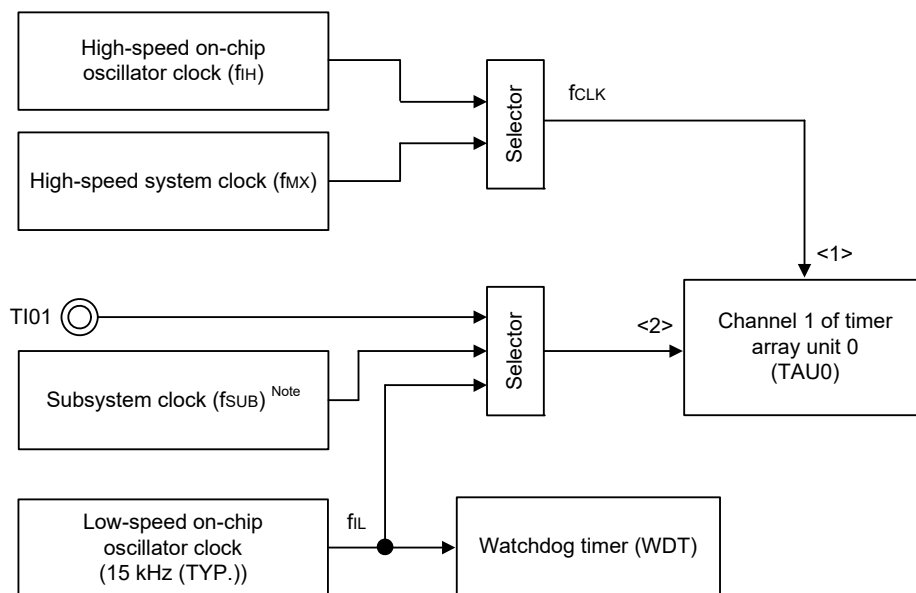 High-speed on-chip
oscillator clock (fIH)
High-speed system clock (fMX)
Selector
fCLK
<1>
TI01
Subsystem clock (fSUB) Note
Selector
<2>
Channel 1 of timer
array unit 0
(TAU0)
Low-speed on-chip
oscillator clock
(15 kHz (TYP.))
fIL
Watchdog timer (WDT)